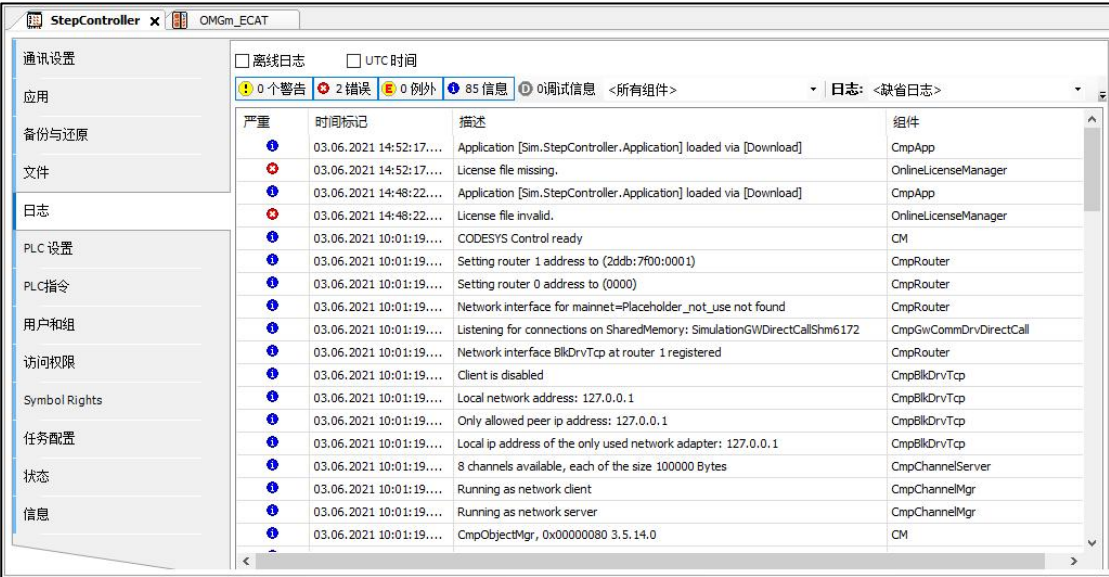 StepController OMGm_ECAT
通讯设置
应用
备份与还原
文件
日志
PLC 设置
PLC指令
用户和组
访问权限
Symbol Rights
任务配置
状态
信息
离线日志 UTC 时间
0 个警告 2 错误 0 例外 85 信息 0调试信息 <所有组件> 日志: <缺省日志>
严重 时间标记 描述 组件
03.06.2021 14:52:17.... Application [Sim.StepController.Application] loaded via [Download] CmpApp
03.06.2021 14:52:17.... License file missing. OnlineLicenseManager
03.06.2021 14:48:22.... Application [Sim.StepController.Application] loaded via [Download] CmpApp
03.06.2021 14:48:22.... License file invalid. OnlineLicenseManager
03.06.2021 10:01:19.... CODESYS Control ready CM
03.06.2021 10:01:19.... Setting router 1 address to (2ddb:7f00:0001) CmpRouter
03.06.2021 10:01:19.... Setting router 0 address to (0000) CmpRouter
03.06.2021 10:01:19.... Network interface for mainnet=Placeholder_not_use not found CmpRouter
03.06.2021 10:01:19.... Listening for connections on SharedMemory: SimulationGWDirectCallShm6172 CmpGwCommDrvDirectCall
03.06.2021 10:01:19.... Network interface BlkDrvTcp at router 1 registered CmpRouter
03.06.2021 10:01:19.... Client is disabled CmpBlkDrvTcp
03.06.2021 10:01:19.... Local network address: 127.0.0.1 CmpBlkDrvTcp
03.06.2021 10:01:19.... Only allowed peer ip address: 127.0.0.1 CmpBlkDrvTcp
03.06.2021 10:01:19.... Local ip address of the only used network adapter: 127.0.0.1 CmpBlkDrvTcp
03.06.2021 10:01:19.... 8 channels available, each of the size 100000 Bytes CmpChannelServer
03.06.2021 10:01:19.... Running as network client CmpChannelMgr
03.06.2021 10:01:19.... Running as network server CmpChannelMgr
03.06.2021 10:01:19.... CmpObjectMgr, 0x00000080 3.5.14.0 CM